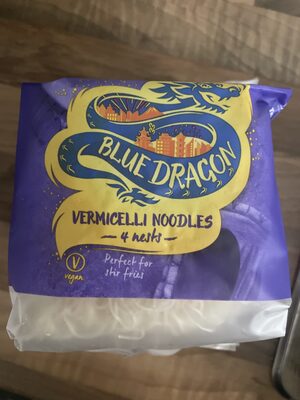 BLUE DRAGON
VERMICELLI NOODLES
4 nests
V
vegan
Perfect for
stir fries